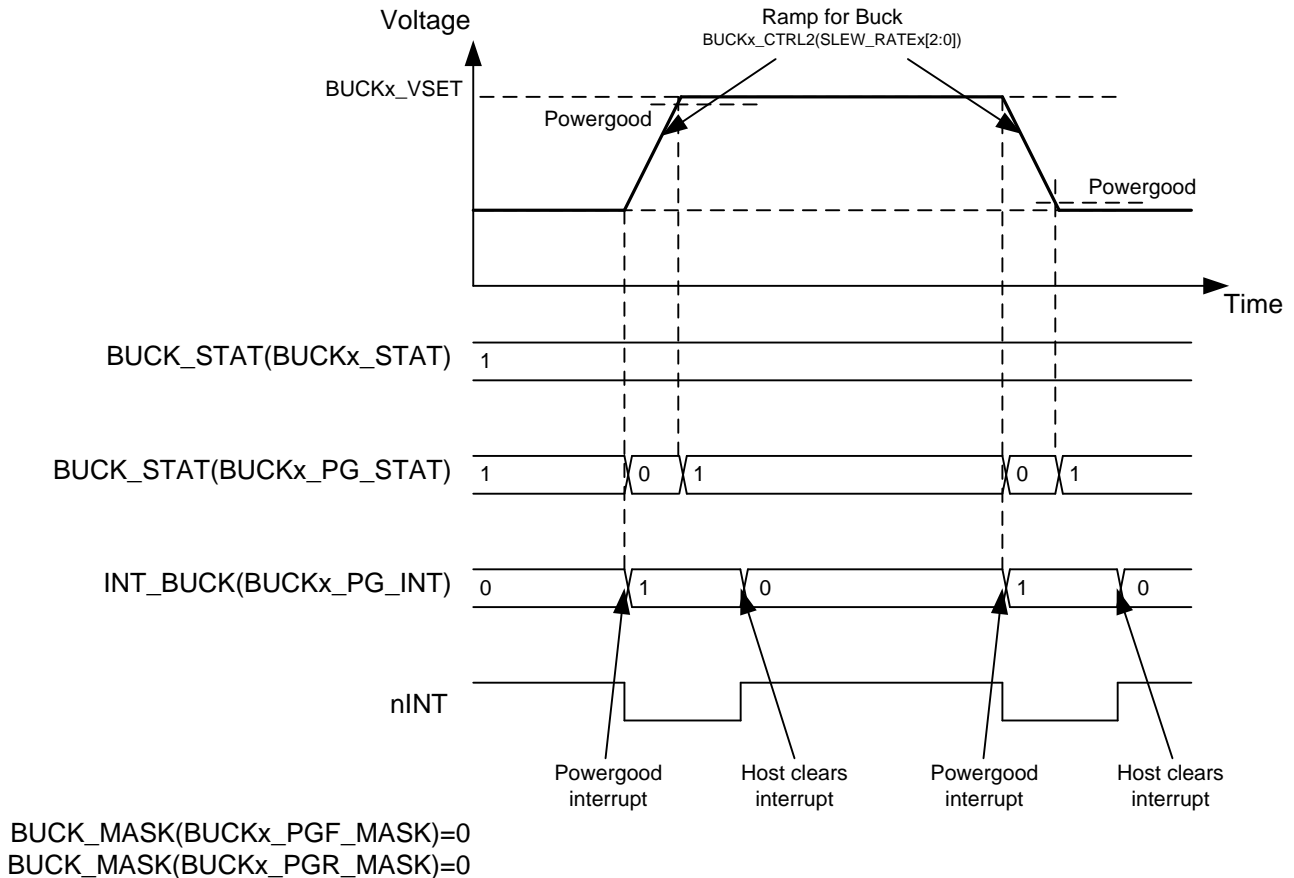 Voltage
Ramp for Buck
BUCKx_CTRL2(SLEW_RATEx[2:0])
BUCKx_VSET
Powergood
Powergood
Time
BUCK_STAT(BUCKx_STAT)
1
BUCK_STAT(BUCKx_PG_STAT)
1 0 1 0 1
INT_BUCK(BUCKx_PG_INT)
0 1 0 1 0
nINT
Powergood
interrupt
Host clears
interrupt
Powergood
interrupt
Host clears
interrupt
BUCK_MASK(BUCKx_PGF_MASK)=0
BUCK_MASK(BUCKx_PGR_MASK)=0